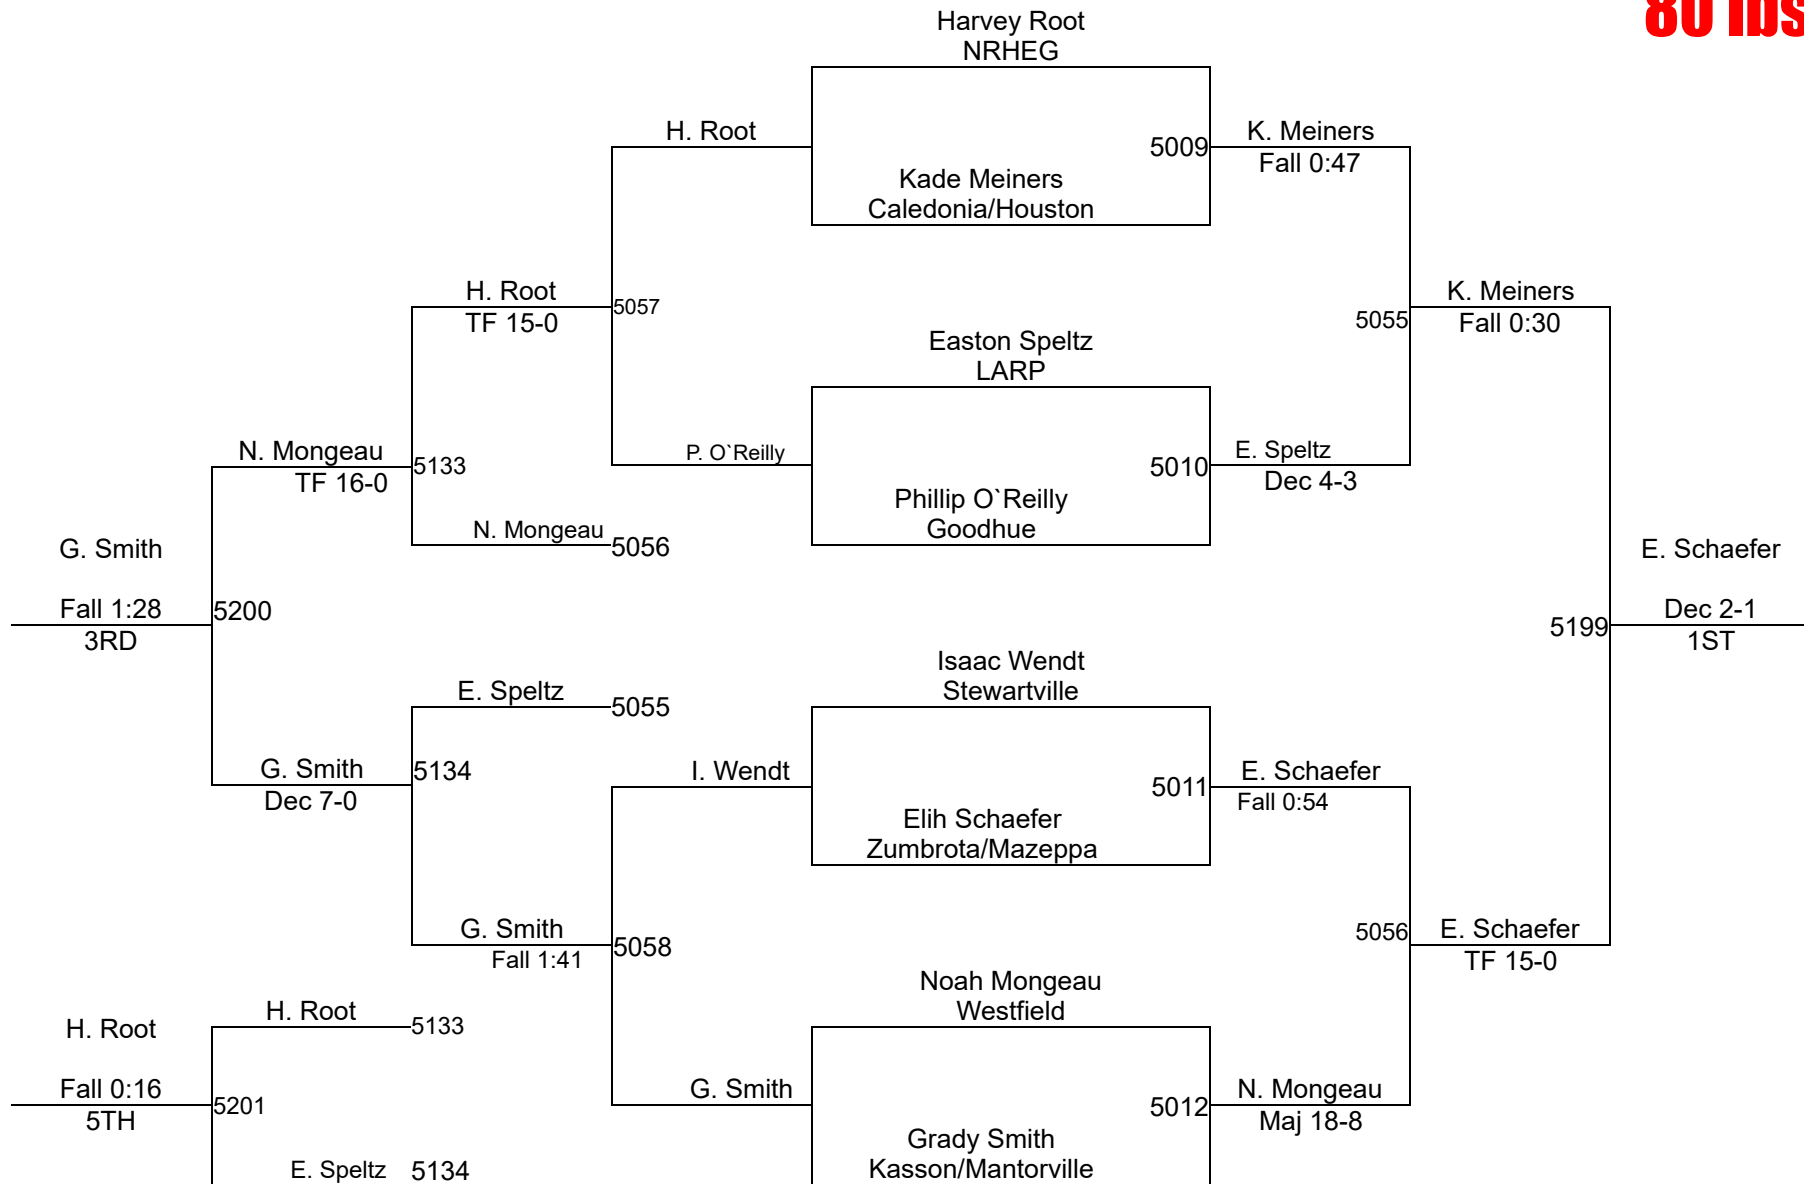 80 lbs
Harvey Root
NRHEG
H. Root
5009
K. Meiners
Fall 0:47
Kade Meiners
Caledonia/Houston
H. Root
TF 15-0
5057
K. Meiners
Fall 0:30
5055
Easton Speltz
LARP
N. Mongeau
TF 16-0
5133
P. O`Reilly
5010
E. Speltz
Dec 4-3
Phillip O`Reilly
Goodhue
N. Mongeau
5056
G. Smith
Fall 1:28
3RD
5200
E. Schaefer
Dec 2-1
1ST
5199
Isaac Wendt
Stewartville
E. Speltz
5055
G. Smith
Dec 7-0
5134
I. Wendt
5011
E. Schaefer
Fall 0:54
Elih Schaefer
Zumbrota/Mazeppa
G. Smith
Fall 1:41
5058
5056
E. Schaefer
TF 15-0
Noah Mongeau
Westfield
H. Root
5133
H. Root
Fall 0:16
5TH
5201
G. Smith
5012
N. Mongeau
Maj 18-8
Grady Smith
Kasson/Mantorville
E. Speltz
5134